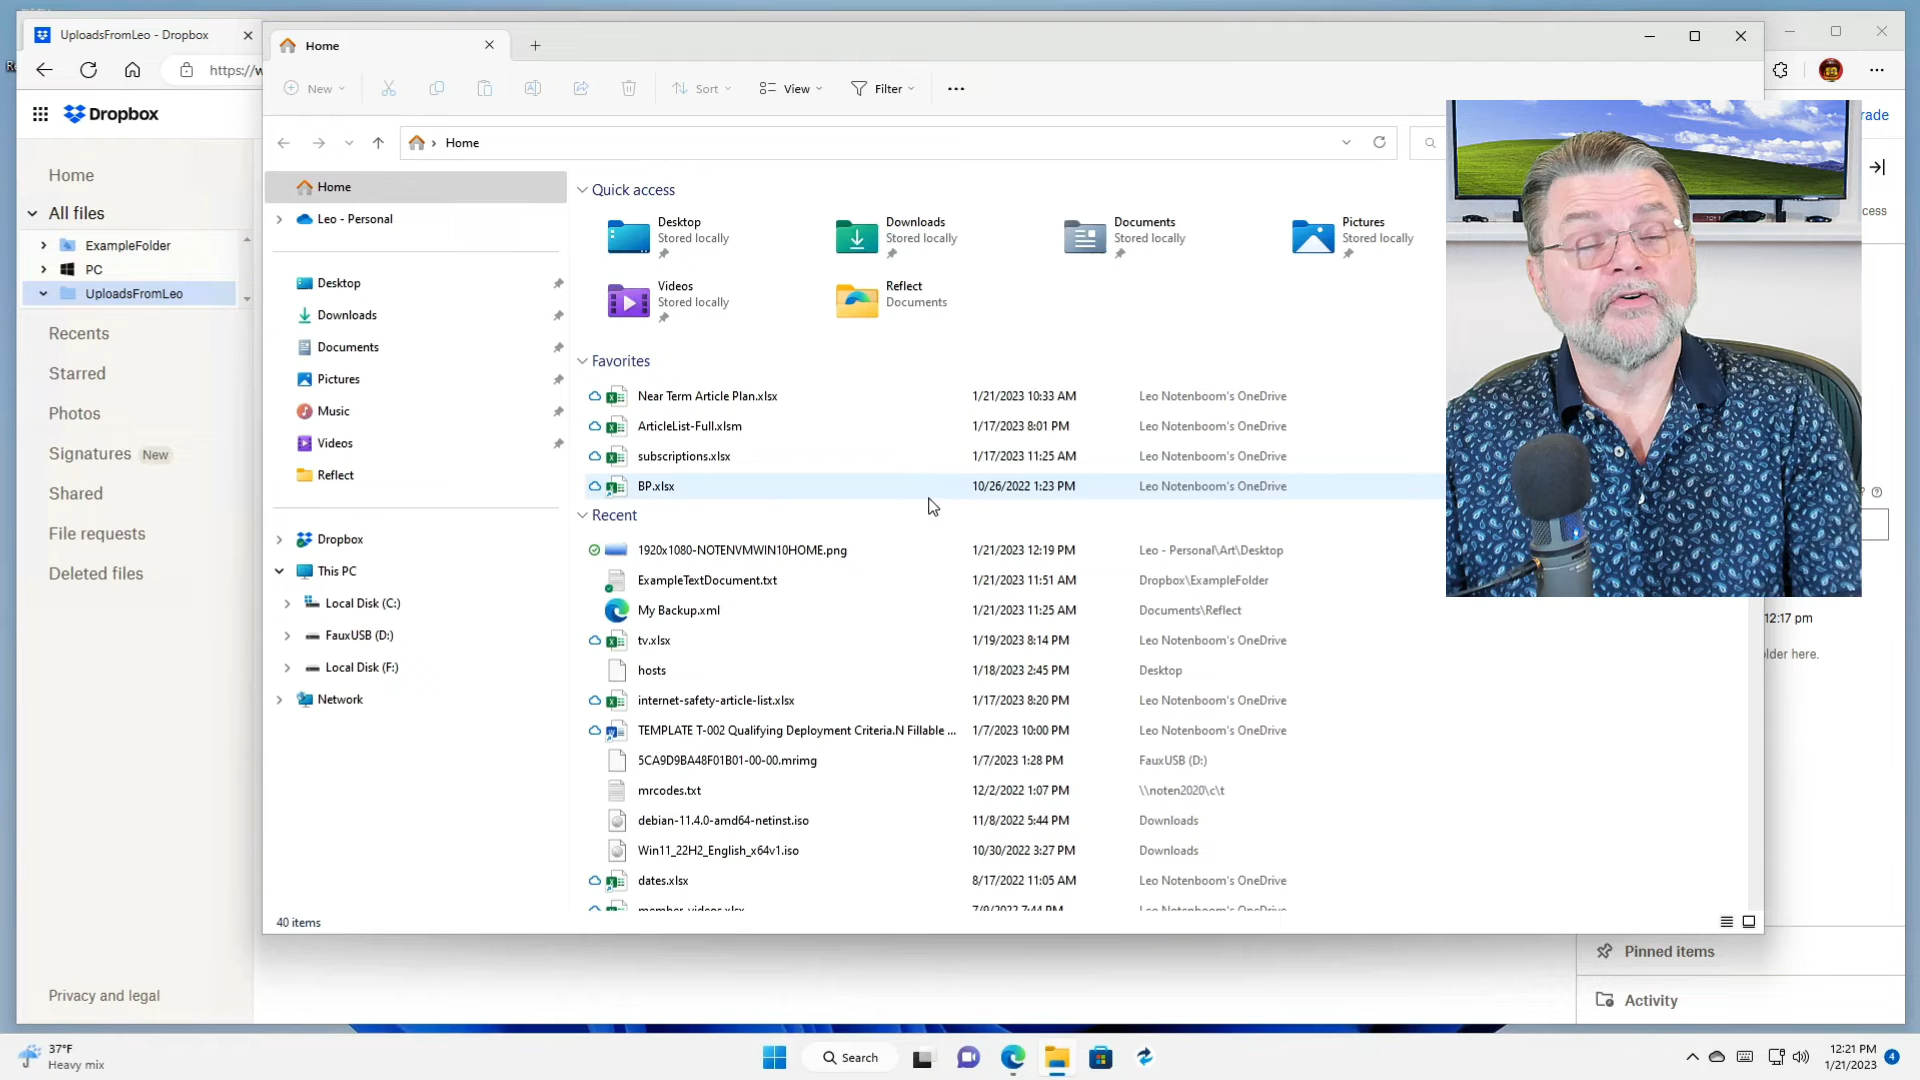 UploadsFromLeo - Dropbox
Home
https://w
New
Sort
View
Filter
Dropbox
rade
Home
Home
Home
All files
ExampleFolder
PC
UploadsFromLeo
Recents
Starred
Photos
Signatures New
Shared
File requests
Deleted files
Privacy and legal
Home
Leo - Personal
Desktop
Downloads
Documents
Pictures
Music
Videos
Reflect
Dropbox
This PC
Local Disk (C:)
FauxUSB (D:)
Local Disk (F:)
Network
40 items
Quick access
Desktop
Stored locally
Downloads
Stored locally
Documents
Stored locally
Pictures
Stored locally
Videos
Stored locally
Reflect
Documents
Favorites
Near Term Article Plan.xlsx 1/21/2023 10:33 AM Leo Notenboom's OneDrive
ArticleList-Full.xlsm 1/17/2023 8:01 PM Leo Notenboom's OneDrive
subscriptions.xlsx 1/17/2023 11:25 AM Leo Notenboom's OneDrive
BP.xlsx 10/26/2022 1:23 PM Leo Notenboom's OneDrive
Recent
1920x1080-NOTENVMWIN10HOME.png 1/21/2023 12:19 PM Leo - Personal\Art\Desktop
ExampleTextDocument.txt 1/21/2023 11:51 AM Dropbox\ExampleFolder
My Backup.xml 1/21/2023 11:25 AM Documents\Reflect
tv.xlsx 1/19/2023 8:14 PM Leo Notenboom's OneDrive
hosts 1/18/2023 2:45 PM Desktop
internet-safety-article-list.xlsx 1/17/2023 8:20 PM Leo Notenboom's OneDrive
TEMPLATE T-002 Qualifying Deployment Criteria.N Fillable ... 1/7/2023 10:00 PM Leo Notenboom's OneDrive
5CA9D9BA48F01B01-00-00.mrimg 1/7/2023 1:28 PM FauxUSB (D:)
mrcodes.txt 12/2/2022 1:07 PM \\noten2020\c\t
debian-11.4.0-amd64-netinst.iso 11/8/2022 5:44 PM Downloads
Win11_22H2_English_x64v1.iso 10/30/2022 3:27 PM Downloads
dates.xlsx 8/17/2022 11:05 AM Leo Notenboom's OneDrive
member-videos.xlsx 7/9/2022 7:44 PM Leo Notenboom's OneDrive
cess
12:17 pm
lder here.
Pinned items
Activity
37°F
Heavy mix
Search
12:21 PM
1/21/2023
4